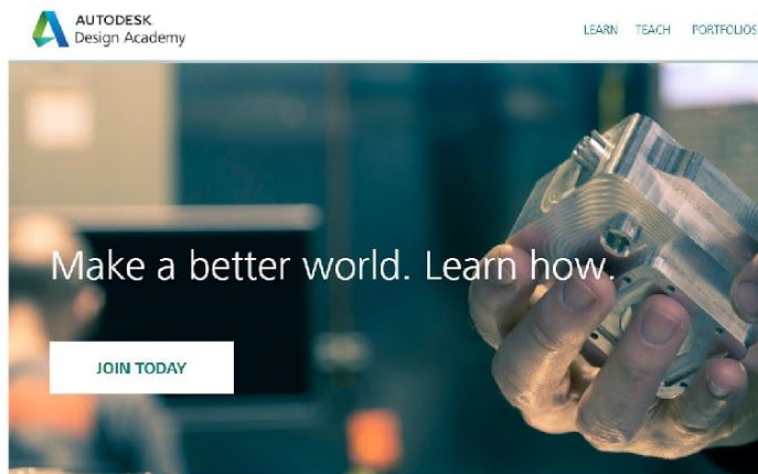 AUTODESK
Design Academy
LEARN TEACH PORTFOLIOS
Make a better world. Learn how.
JOIN TODAY